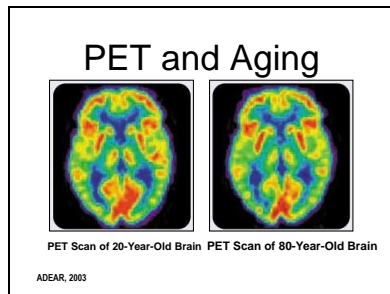 PET and Aging
PET Scan of 20-Year-Old Brain PET Scan of 80-Year-Old Brain
ADEAR, 2003